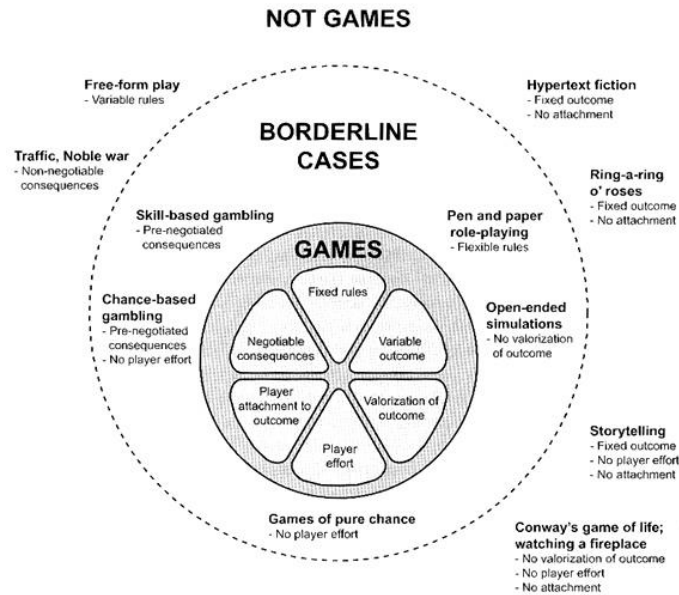 NOT GAMES
Free-form play
- Variable rules
Hypertext fiction
- Fixed outcome
- No attachment
BORDERLINE
CASES
Traffic, Noble war
- Non-negotiable
consequences
Ring-a-ring
o' roses
- Fixed outcome
- No attachment
Skill-based gambling
- Pre-negotiated
consequences
Pen and paper
role-playing
- Flexible rules
GAMES
Fixed rules
Chance-based
gambling
- Pre-negotiated
consequences
- No player effort
Negotiable
consequences
Variable
outcome
Open-ended
simulations
- No valorization
of outcome
Player
attachment to
outcome
Valorization of
outcome
Player
effort
Storytelling
- Fixed outcome
- No player effort
- No attachment
Games of pure chance
- No player effort
Conway's game of life;
watching a fireplace
- No valorization of outcome
- No player effort
- No attachment